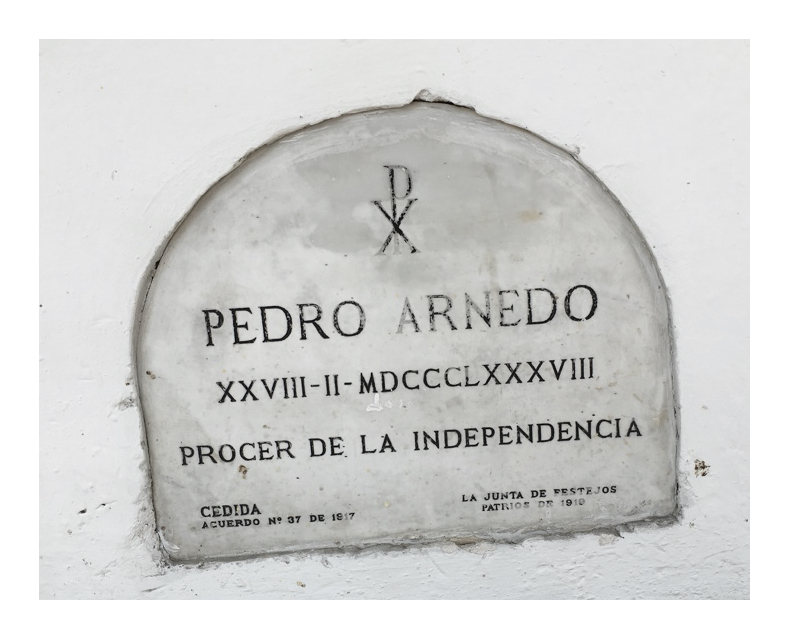 PEDRO ARNEDO
XXVIII-II-MDCCCLXXXVIII
PROCER DE LA INDEPENDENCIA
CEDIDA
ACUERDO Nº 37 DE 1917
LA JUNTA DE FESTEJOS
PATRIOS DE 1910